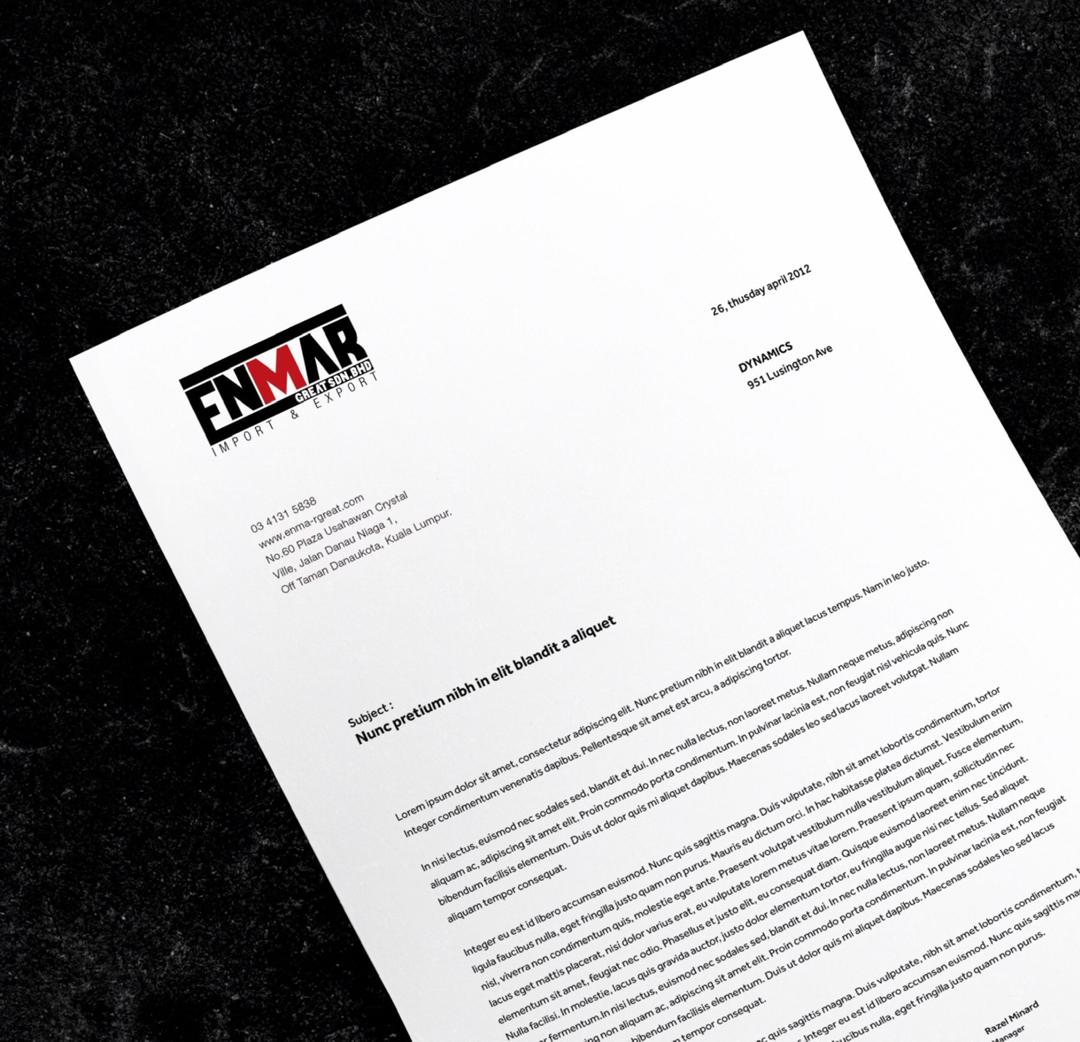 ENMAR
GREAT SDN.BHD
IMPORT & EXPORT
26, thusday april 2012
DYNAMICS
951 Lusington Ave
03 4131 5838
www.enma-rgreat.com
No.60 Plaza Usahawan Crystal
Ville, Jalan Danau Niaga 1,
Off Taman Danaukota, Kuala Lumpur.
Subject :
Nunc pretium nibh in elit blandit a aliquet
Lorem ipsum dolor sit amet, consectetur adipiscing elit. Nunc pretium nibh in elit blandit a aliquet lacus tempus. Nam in leo justo.
Integer condimentum venenatis dapibus. Pellentesque sit amet est arcu, a adipiscing tortor.
In nisi lectus, euismod nec sodales sed, blandit et dui. In nec nulla lectus, non laoreet metus. Nullam neque metus, adipiscing non
aliquam ac, adipiscing sit amet elit. Proin commodo porta condimentum. In pulvinar lacinia est, non feugiat nisl vehicula quis. Nunc
bibendum facilisis elementum. Duis ut dolor quis mi aliquet dapibus. Maecenas sodales leo sed lacus laoreet volutpat. Nullam
aliquam tempor consequat.
Integer eu est id libero accumsan euismod. Nunc quis sagittis magna. Duis vulputate, nibh sit amet lobortis condimentum, tortor
ligula faucibus nulla, eget fringilla justo quam non purus. Mauris eu dictum orci. In hac habitasse platea dictumst. Vestibulum enim
nisl, viverra non condimentum quis, molestie eget ante. Praesent volutpat vestibulum nulla vestibulum aliquet. Fusce elementum,
lacus eget mattis placerat, nisi dolor varius erat, eu vulputate lorem metus vitae lorem. Praesent ipsum quam, sollicitudin nec
elementum sit amet, feugiat nec odio. Phasellus et justo elit, eu consequat diam. Quisque euismod laoreet enim nec tincidunt.
Nulla facilisi. In molestie, lacus quis gravida auctor, justo dolor elementum tortor, eu fringilla augue nisi nec tellus. Sed aliquet
fermentum. In nisi lectus, euismod nec sodales sed, blandit et dui. In nec nulla lectus, non laoreet metus. Nullam neque
non aliquam ac, adipiscing sit amet elit. Proin commodo porta condimentum. In pulvinar lacinia est, non feugiat
bibendum facilisis elementum. Duis ut dolor quis mi aliquet dapibus. Maecenas sodales leo sed lacus
tempor consequat.
quis sagittis magna. Duis vulputate, nibh sit amet lobortis condimentum,
Integer eu est id libero accumsan euismod. Nunc quis sagittis
nulla, eget fringilla justo quam non purus.
Razel Minard
Manager